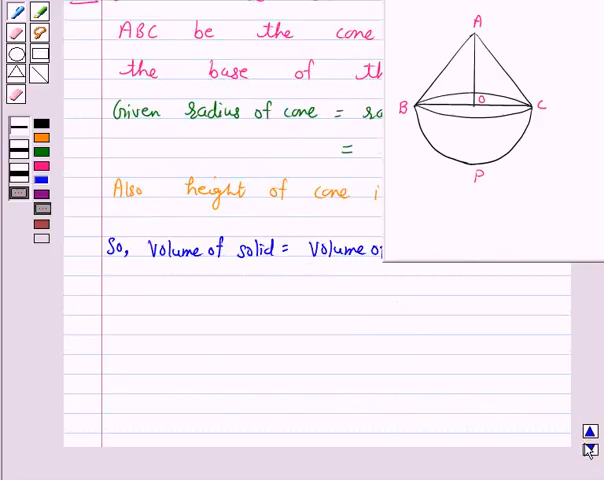 ABC be the cone
the base of th
Given radius of cone = ra
=
Also height of cone i
So, Volume of solid = Volume of
A
B
O
C
P